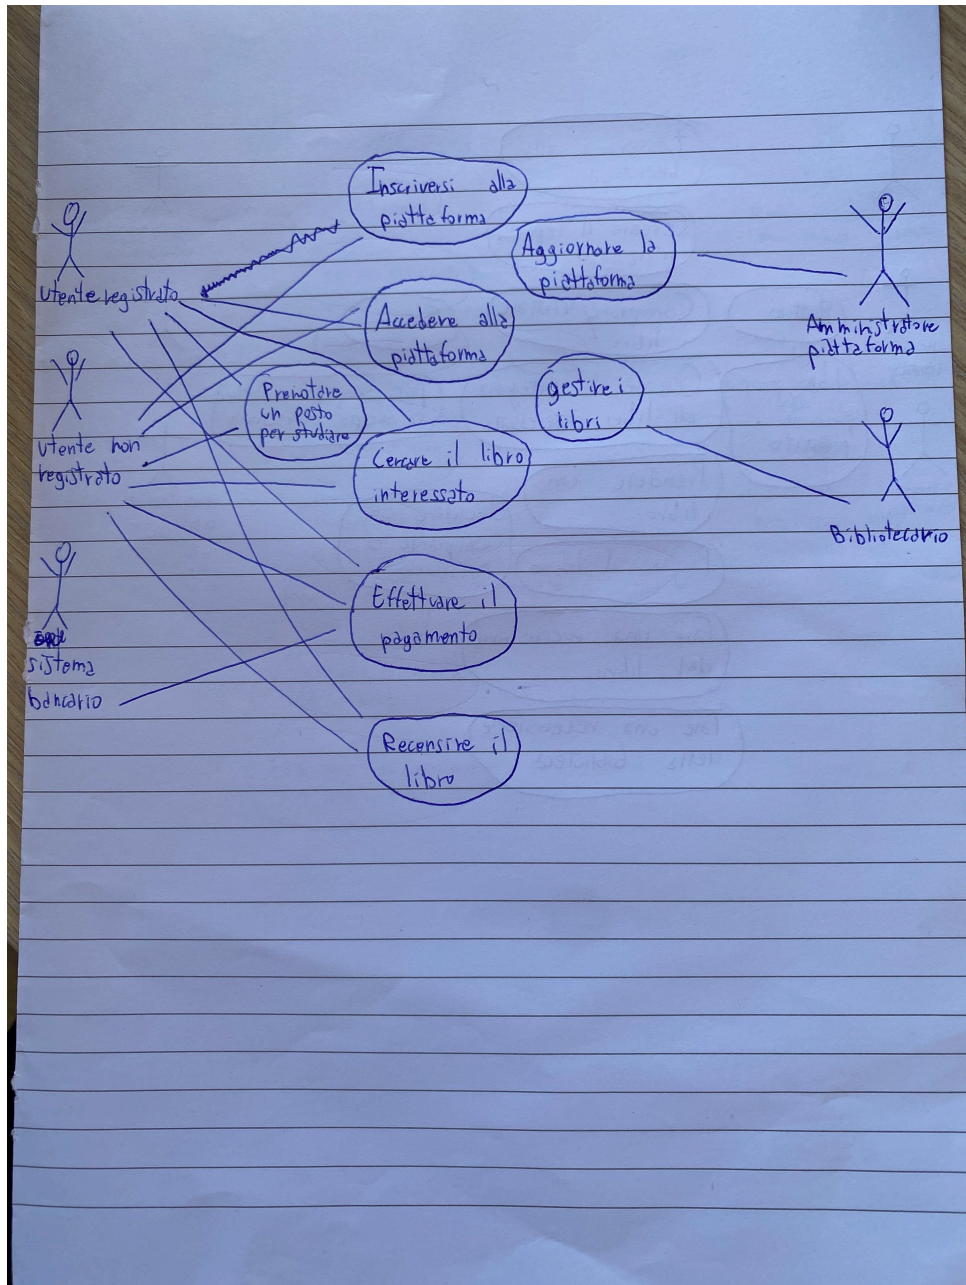 Inscriversi alla
piattaforma
Aggiornare la
piattaforma
Utente registrato
Accedere alla
piattaforma
Amministratore
piattaforma
Prenotare
un posto
per studiare
gestire i
libri
Utente non
registrato
Cercare il libro
interessato
Bibliotecario
Effettuare il
pagamento
sistema
bancario
Recensire il
libro